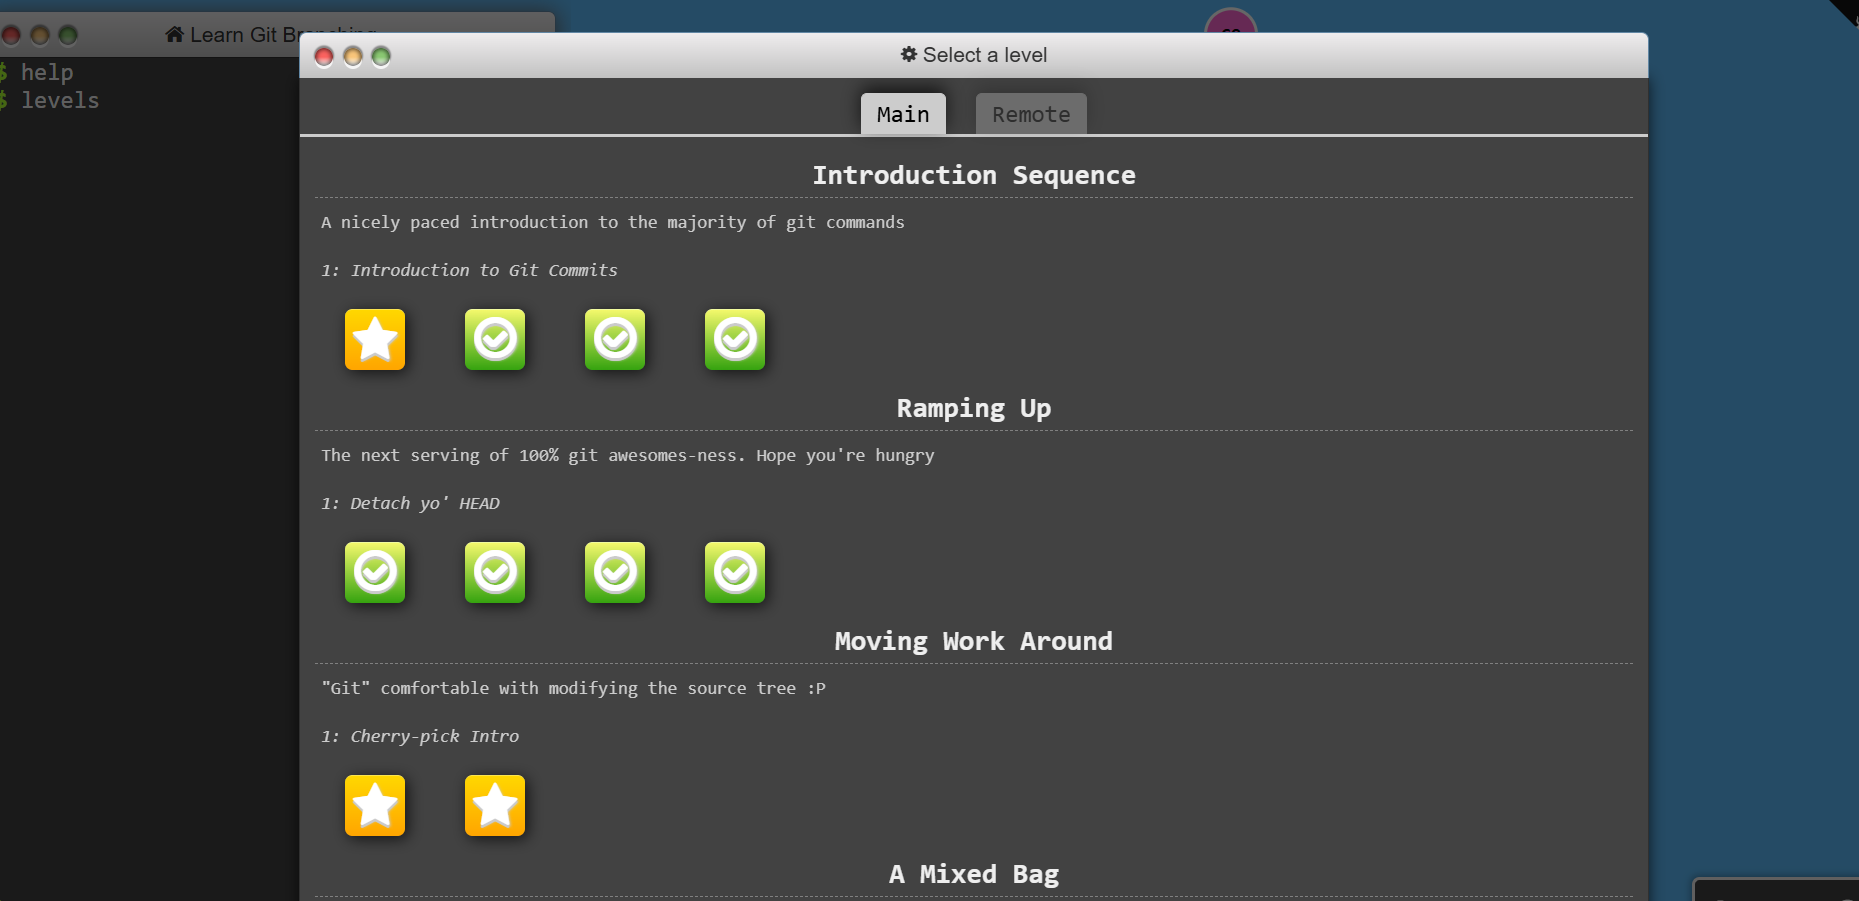 Learn Git Branching
$ help
$ levels
Select a level
Main
Remote
Introduction Sequence
A nicely paced introduction to the majority of git commands
1: Introduction to Git Commits
Ramping Up
The next serving of 100% git awesomes-ness. Hope you're hungry
1: Detach yo' HEAD
Moving Work Around
"Git" comfortable with modifying the source tree :P
1: Cherry-pick Intro
A Mixed Bag